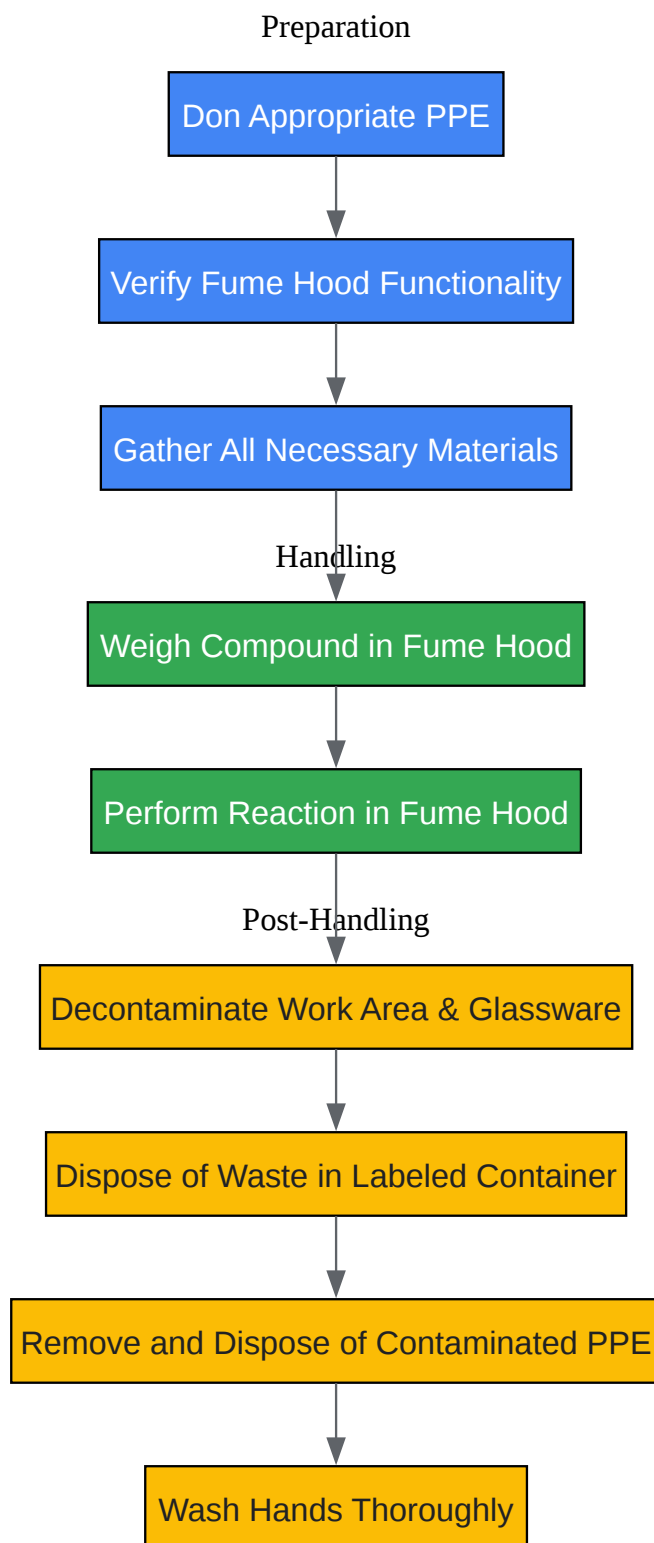 Preparation
Don Appropriate PPE
Verify Fume Hood Functionality
Gather All Necessary Materials
Handling
Weigh Compound in Fume Hood
Perform Reaction in Fume Hood
Post-Handling
Decontaminate Work Area & Glassware
Dispose of Waste in Labeled Container
Remove and Dispose of Contaminated PPE
Wash Hands Thoroughly